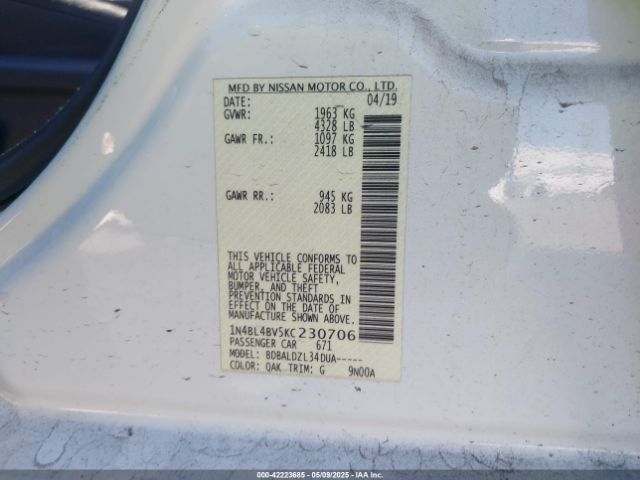 MFD BY NISSAN MOTOR CO., LTD.
DATE: 04/19
GVWR: 1963 KG
4328 LB
GAWR FR.: 1097 KG
2418 LB
GAWR RR.: 945 KG
2083 LB
THIS VEHICLE CONFORMS TO
ALL APPLICABLE FEDERAL
MOTOR VEHICLE SAFETY,
BUMPER, AND THEFT
PREVENTION STANDARDS
IN EFFECT ON THE DATE OF
MANUFACTURE SHOWN ABOVE.
1N4BL4BV5KC230706
PASSENGER CAR 671
MODEL: BDBALDZL34DUA-----
COLOR: QAK TRIM: G 9N00A
000-42223685 | 05/09/2025 | IAAI.COM